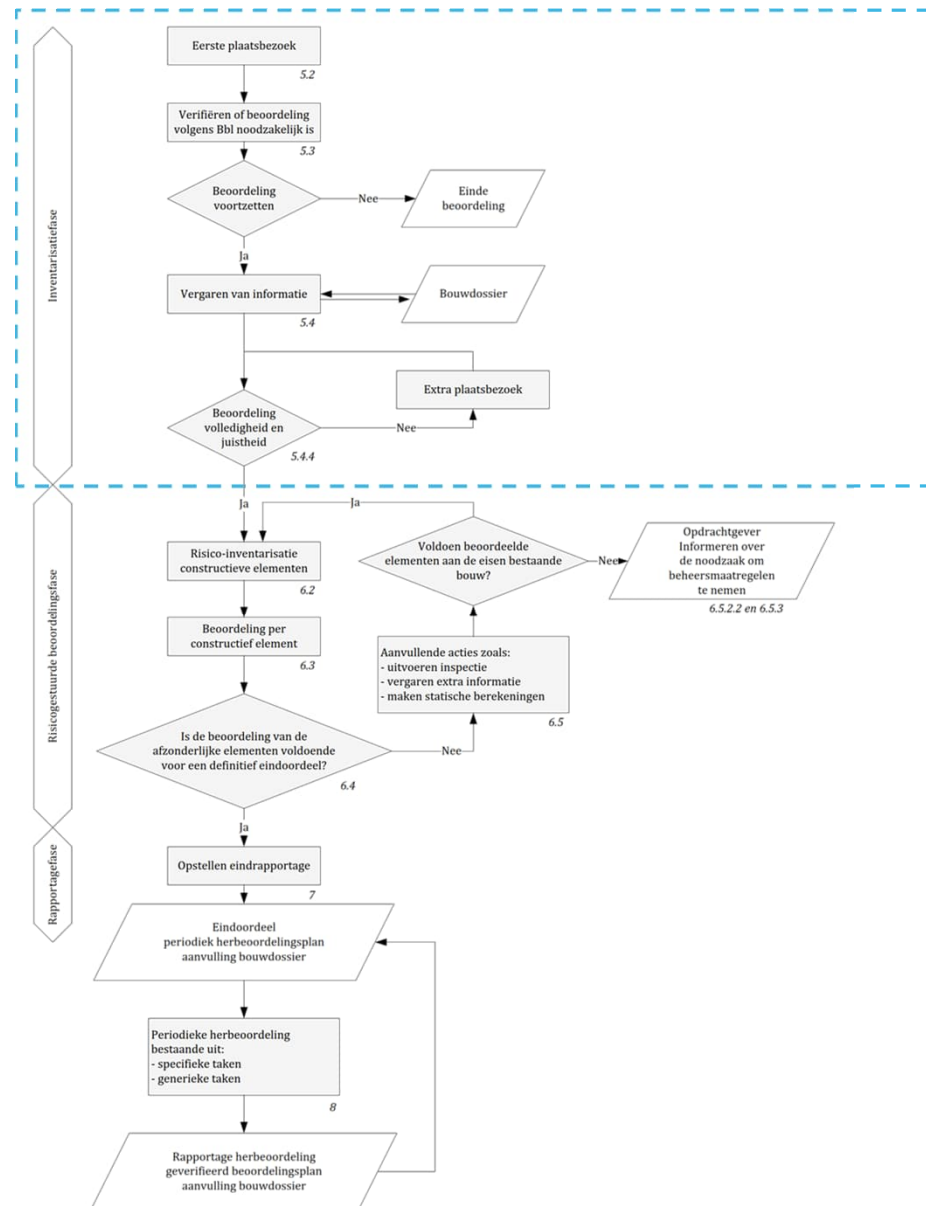 Inventarisatiefase
Eerste plaatsbezoek
5.2
Verifiëren of beoordeling
volgens Bbl noodzakelijk is
5.3
Beoordeling
voortzetten
Nee
Einde
beoordeling
Ja
Vergaren van informatie
5.4
Bouwdossier
Extra plaatsbezoek
Beoordeling
volledigheid en
juistheid
5.4.4
Nee
Risicogestuurde beoordelingsfase
Ja
Ja
Risico-inventarisatie
constructieve elementen
6.2
Voldoen beoordeelde
elementen aan de eisen bestaande
bouw?
Nee
Opdrachtgever
Informeren over
de noodzaak om
beheersmaatregelen
te nemen
6.5.2.2 en 6.5.3
Beoordeling per
constructief element
6.3
Aanvullende acties zoals:
- uitvoeren inspectie
- vergaren extra informatie
- maken statische berekeningen
6.5
Is de beoordeling van de
afzonderlijke elementen voldoende
voor een definitief eindoordeel?
6.4
Nee
Ja
Rapportagefase
Opstellen eindrapportage
7
Eindoordeel
periodiek herbeoordelingsplan
aanvulling bouwdossier
Periodieke herbeoordeling
bestaande uit:
- specifieke taken
- generieke taken
8
Rapportage herbeoordeling
geverifieerd beoordelingsplan
aanvulling bouwdossier